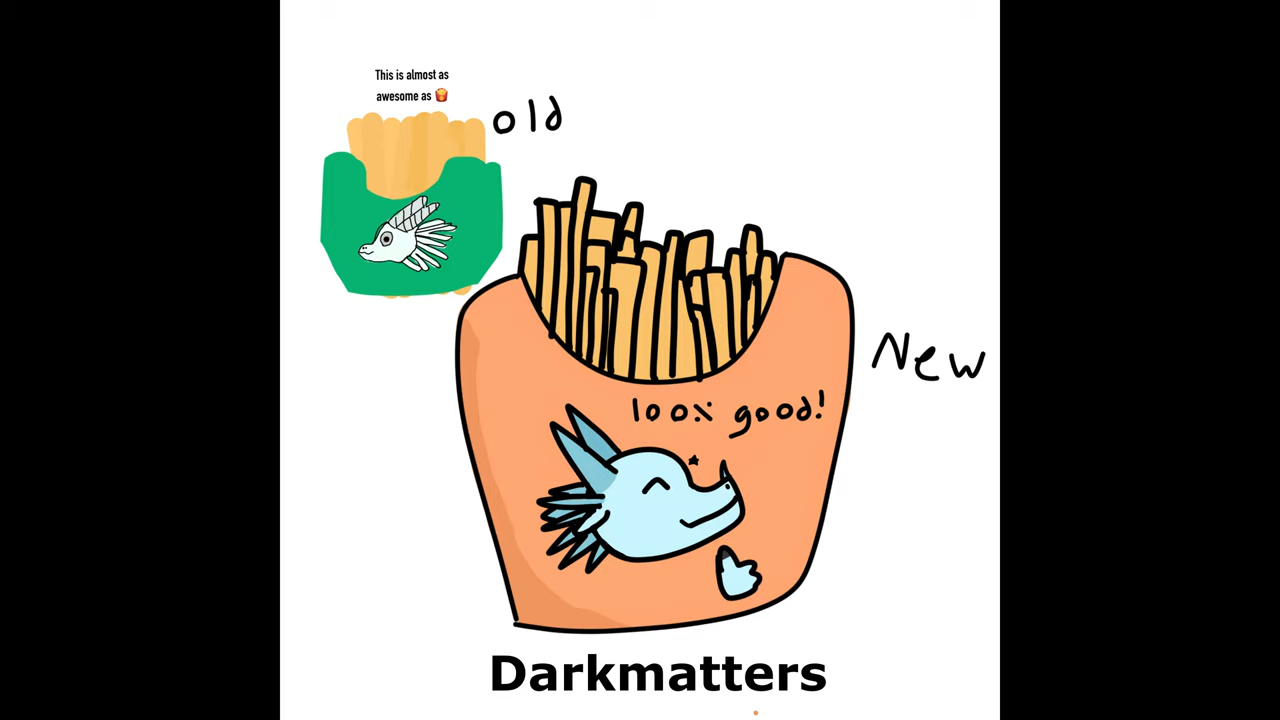 This is almost as
awesome as 🍟
old
New
100% good!
Darkmatters